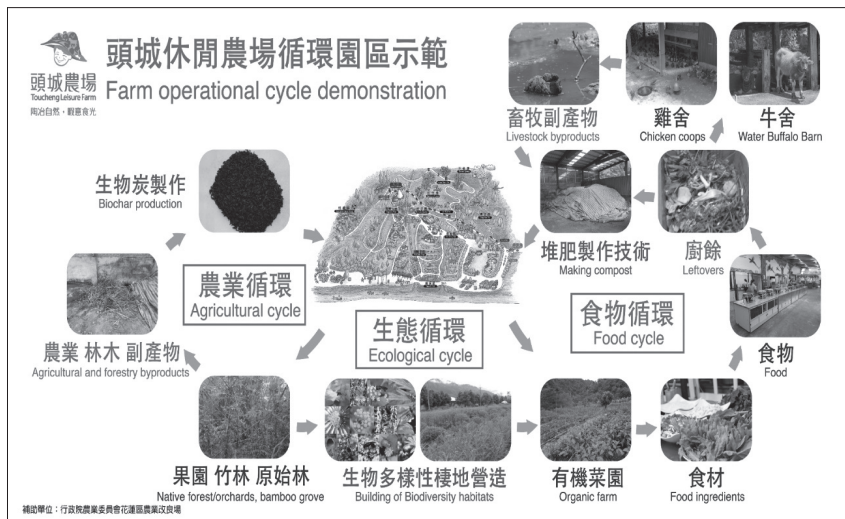 頭城農場
Toucheng Leisure Farm
陶冶自然，觀意食光
頭城休閒農場循環園區示範
Farm operational cycle demonstration
畜牧副產物
Livestock byproducts
雞舍
Chicken coops
牛舍
Water Buffalo Barn
生物炭製作
Biochar production
堆肥製作技術
Making compost
廚餘
Leftovers
農業循環
Agricultural cycle
生態循環
Ecological cycle
食物循環
Food cycle
食物
Food
農業 林木 副產物
Agricultural and forestry byproducts
果園 竹林 原始林
Native forest/orchards, bamboo grove
生物多樣性棲地營造
Building of Biodiversity habitats
有機菜園
Organic farm
食材
Food ingredients
補助單位：行政院農業委員會花蓮區農業改良場